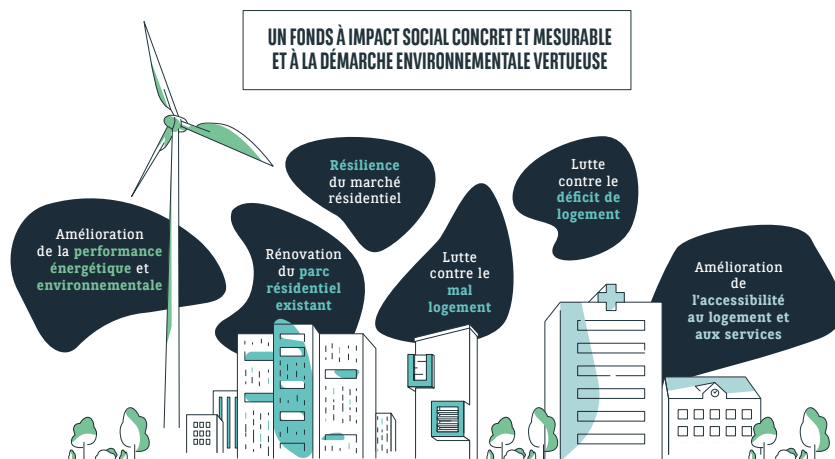 UN FONDS À IMPACT SOCIAL CONCRET ET MESURABLE
ET À LA DÉMARCHE ENVIRONNEMENTALE VERTUEUSE
Amélioration
de la performance
énergétique et
environnementale
Rénovation
du parc
résidentiel
existant
Résilience
du marché
résidentiel
Lutte
contre le
mal
logement
Lutte
contre le
déficit de
logement
Amélioration
de
l'accessibilité
au logement et
aux services